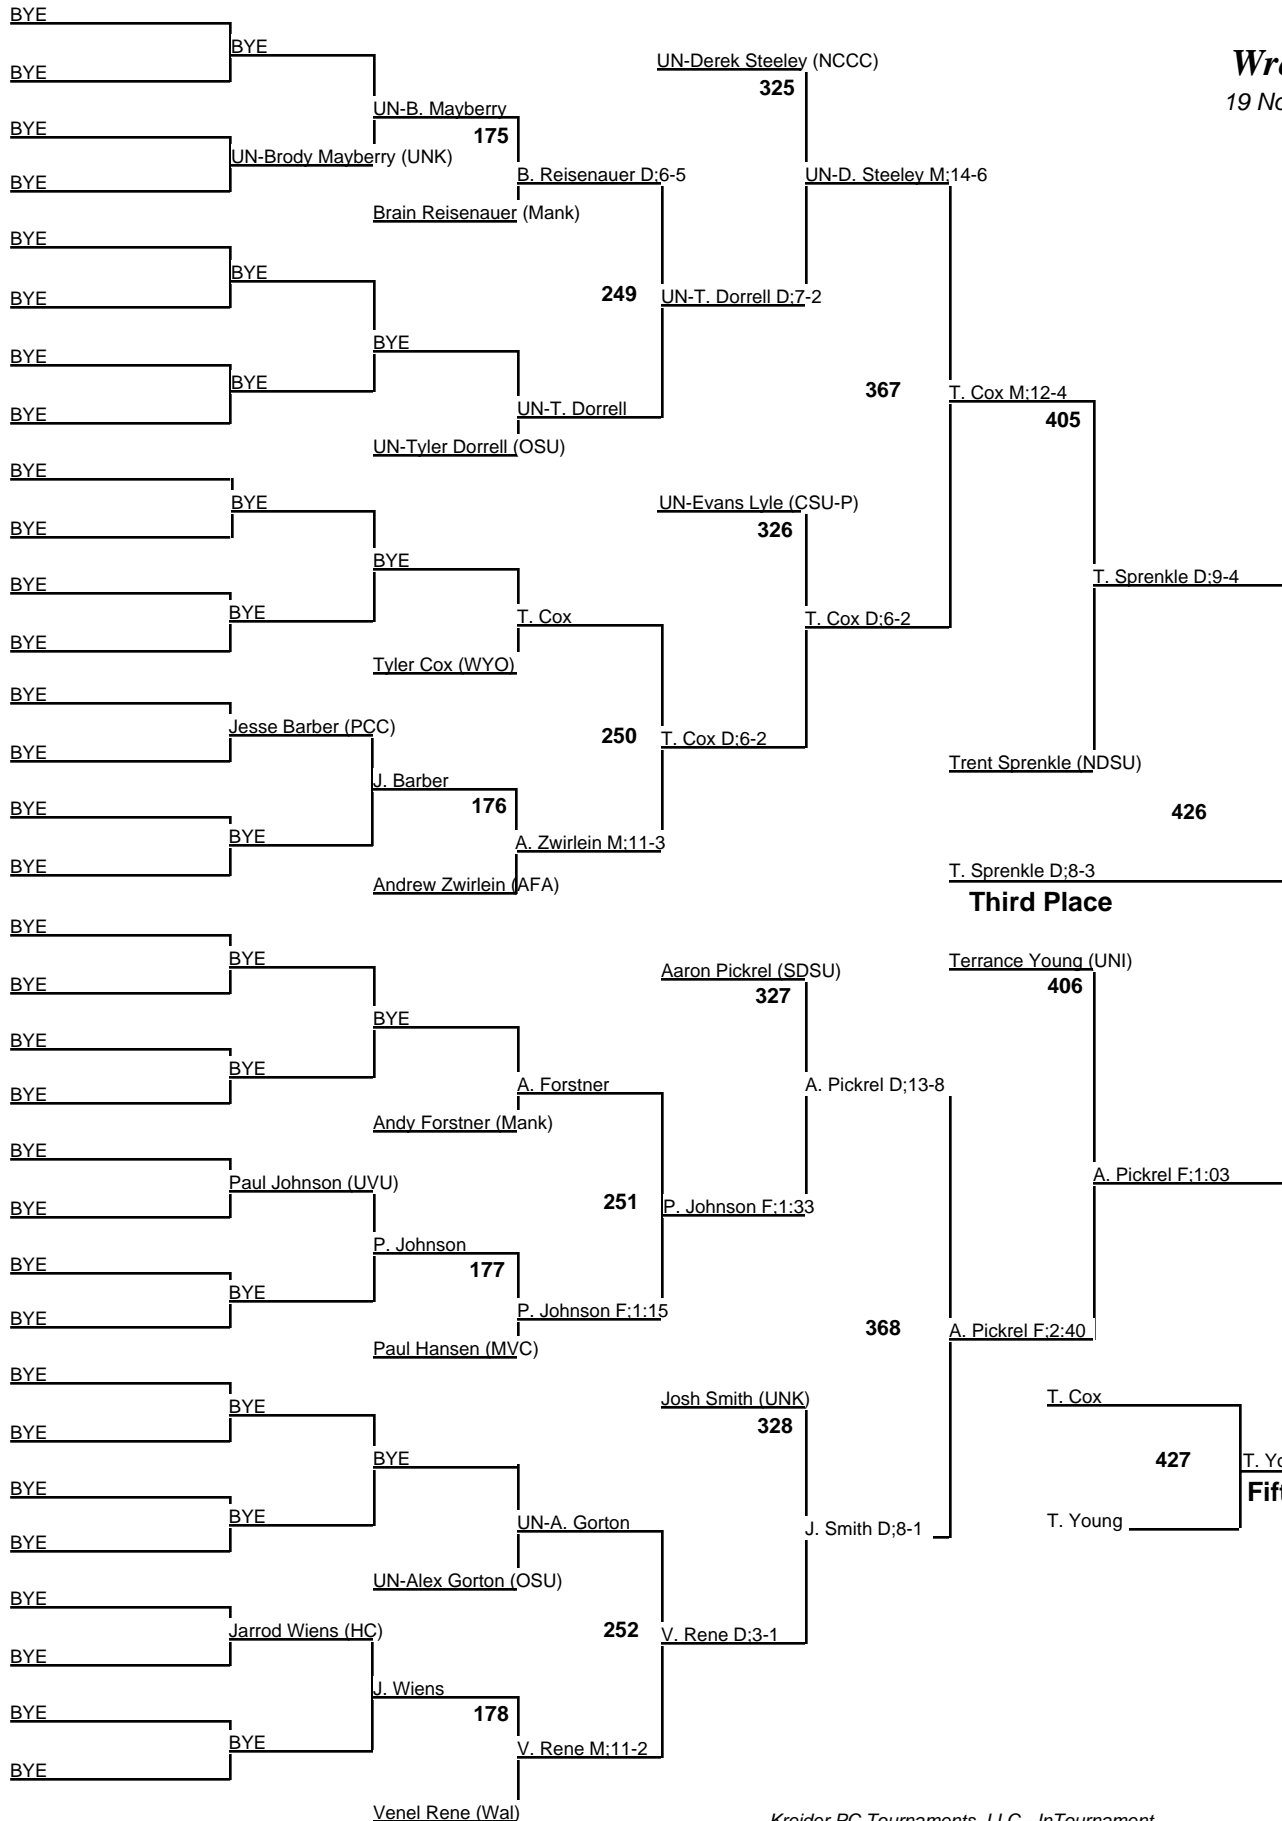 BYE
BYE
UN-Derek Steeley (NCCC)
BYE
325
UN-B. Mayberry
BYE
175
UN-Brody Mayberry (UNK)
B. Reisenauer D;6-5
UN-D. Steeley M;14-6
BYE
Brain Reisenauer (Mank)
BYE
BYE
249
UN-T. Dorrell D;7-2
BYE
BYE
BYE
BYE
367
T. Cox M;12-4
UN-T. Dorrell
405
BYE
UN-Tyler Dorrell (OSU)
BYE
BYE
UN-Evans Lyle (CSU-P)
BYE
326
BYE
T. Sprenkle D;9-4
BYE
BYE
T. Cox
T. Cox D;6-2
BYE
Tyler Cox (WYO)
BYE
Jesse Barber (PCC)
250
T. Cox D;6-2
BYE
Trent Sprenkle (NDSU)
J. Barber
176
BYE
426
BYE
A. Zwirlein M;11-3
BYE
T. Sprenkle D;8-3
Andrew Zwirlein (AFA)
Third Place
BYE
BYE
Aaron Pickrel (SDSU)
Terrance Young (UNI)
BYE
327
406
BYE
BYE
BYE
A. Forstner
A. Pickrel D;13-8
BYE
Andy Forstner (Mank)
BYE
Paul Johnson (UVU)
A. Pickrel F;1:03
BYE
251
P. Johnson F;1:33
P. Johnson
BYE
177
BYE
P. Johnson F;1:15
BYE
368
A. Pickrel F;2:40
Paul Hansen (MVC)
BYE
BYE
Josh Smith (UNK)
T. Cox
BYE
328
BYE
427
BYE
BYE
UN-A. Gorton
J. Smith D;8-1
T. Young
BYE
UN-Alex Gorton (OSU)
BYE
Jarrod Wiens (HC)
252
V. Rene D;3-1
BYE
J. Wiens
BYE
178
BYE
V. Rene M;11-2
BYE
Venel Rene (Wal)